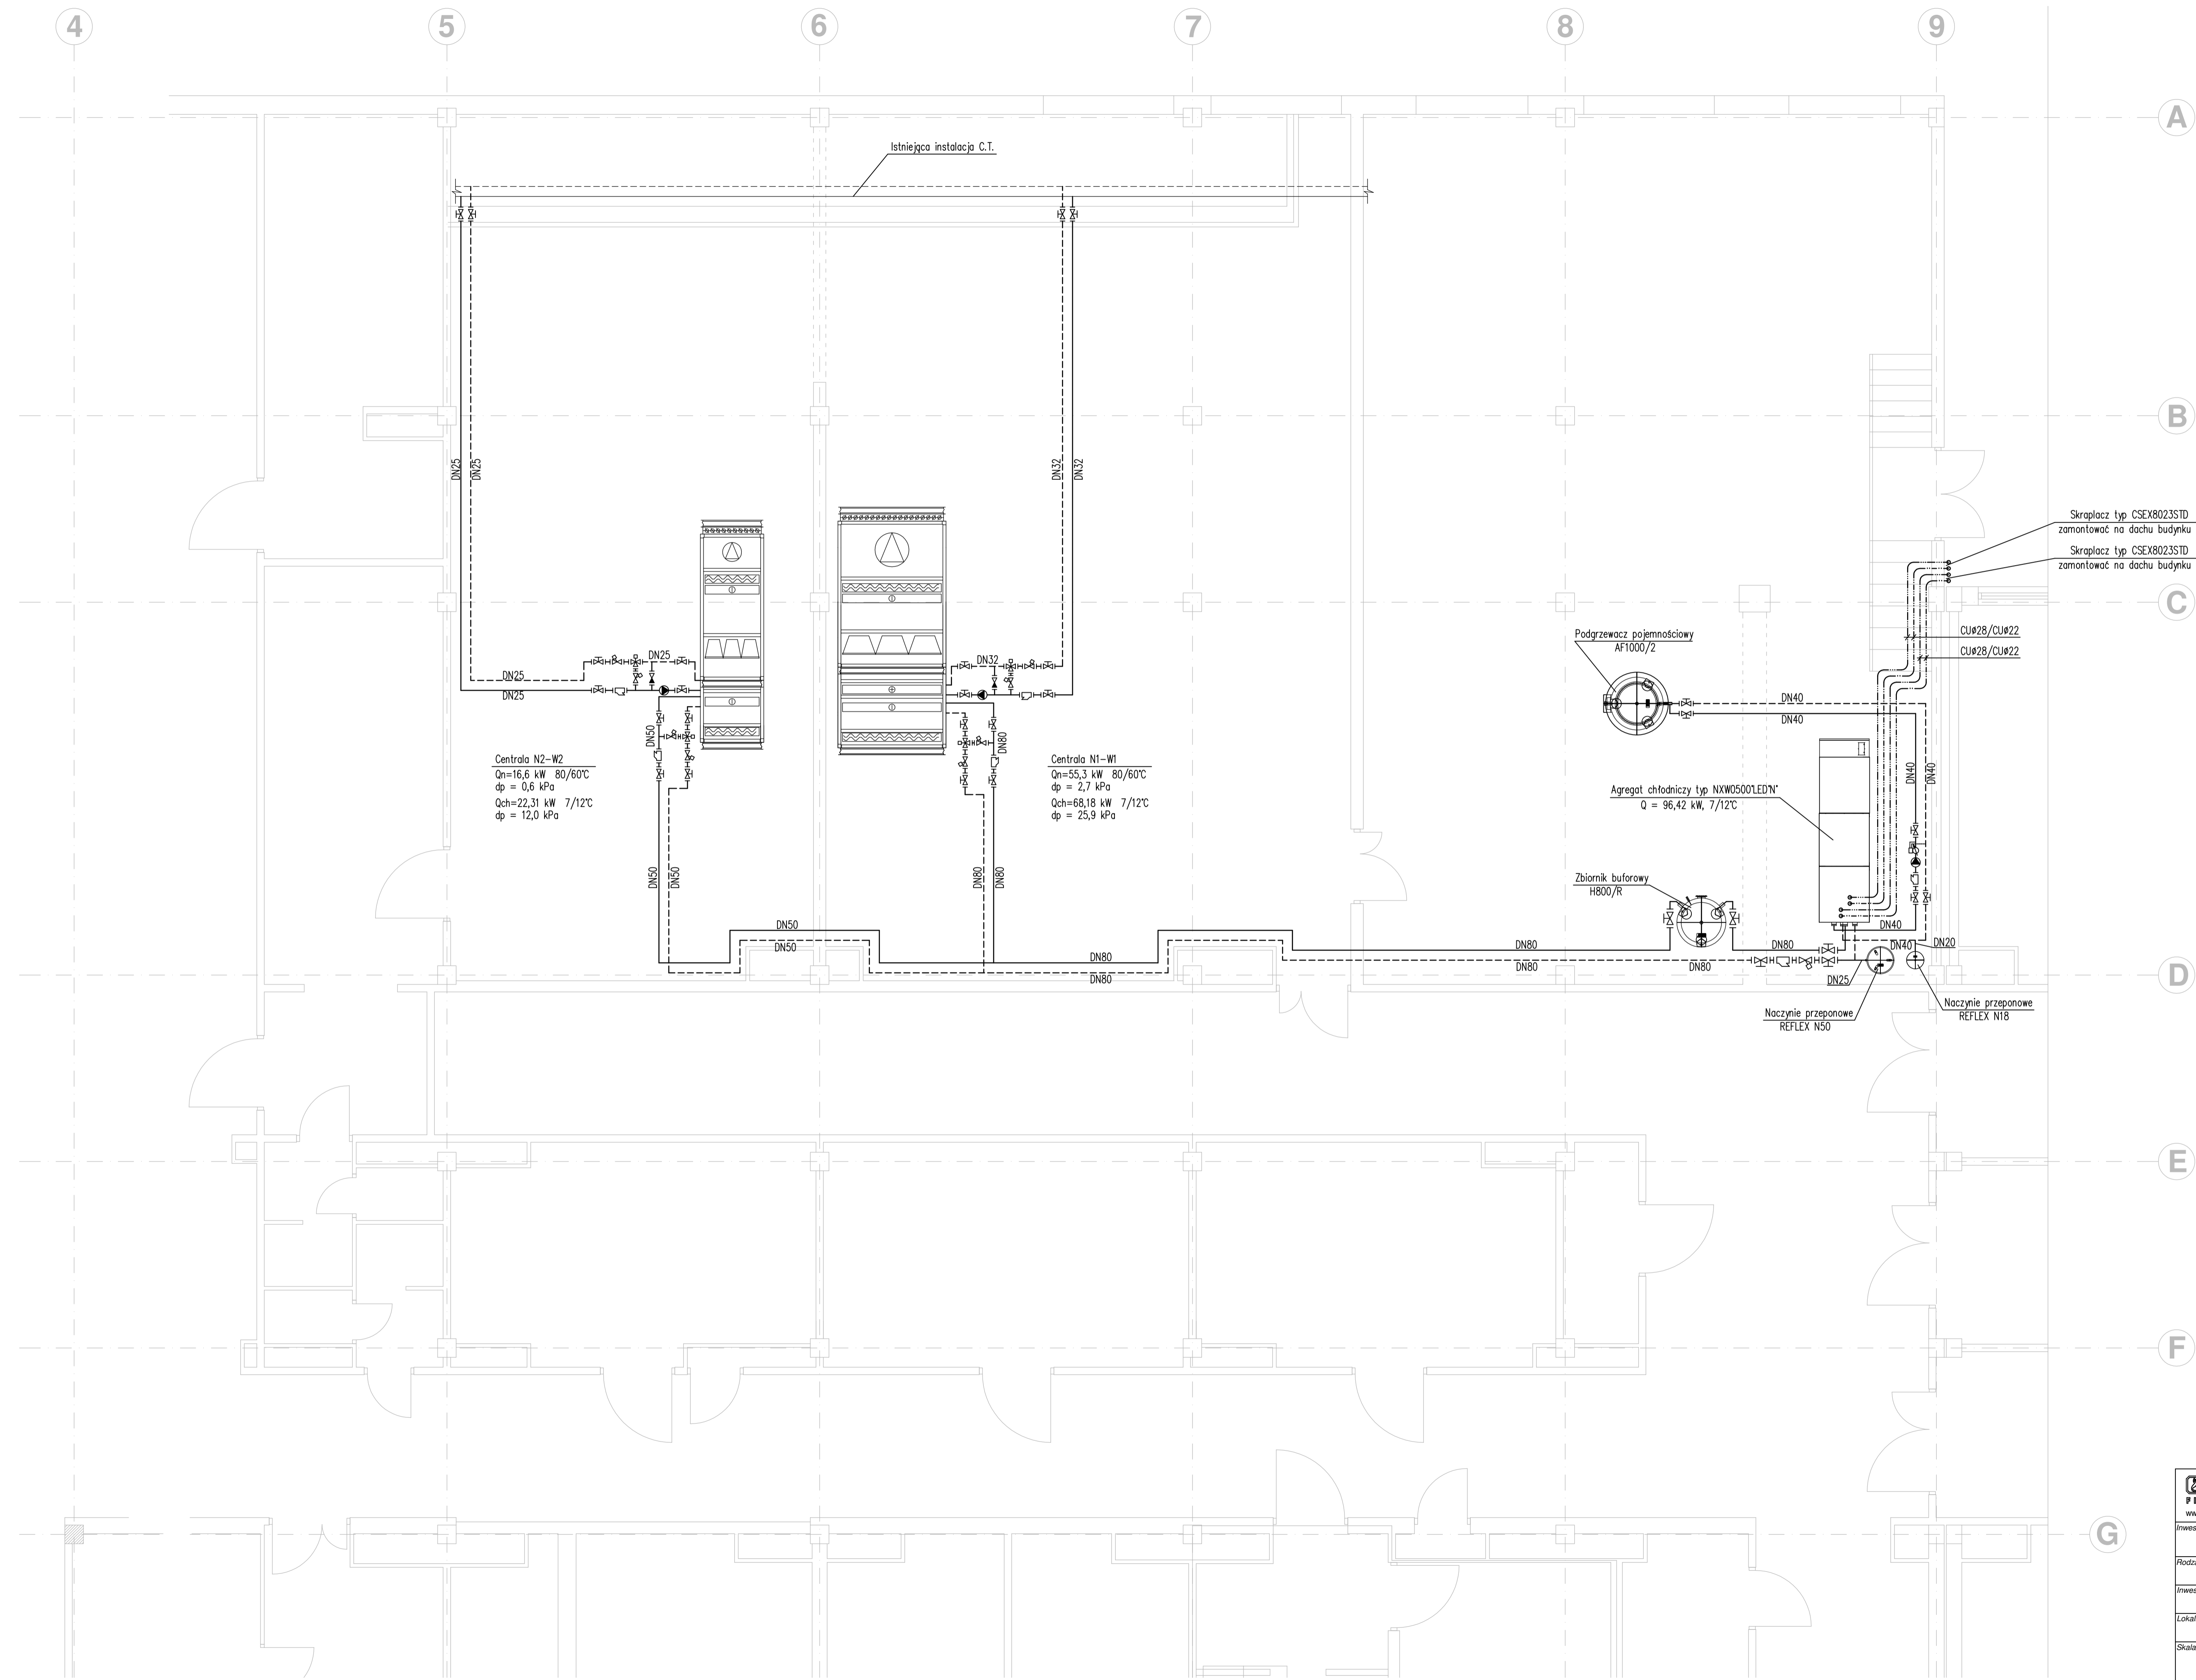 4
5
6
7
8
9
A
Istniejąca instalacja C.T.
B
DN25
DN25
DN32
DN32
Skraplacz typ CSEX8023STD
zamontować na dachu budynku
Skraplacz typ CSEX8023STD
zamontować na dachu budynku
C
CUø28/CUø22
CUø28/CUø22
Podgrzewacz pojemnościowy
AF1000/2
DN25
DN32
DN25
DN25
DN40
DN40
DN50
DN80
Centrala N2-W2
Qn=16,6 kW 80/60°C
dp = 0,6 kPa
Qch=22,31 kW 7/12°C
dp = 12,0 kPa
Centrala N1-W1
Qn=55,3 kW 80/60°C
dp = 2,7 kPa
Qch=68,18 kW 7/12°C
dp = 25,9 kPa
DN40
DN40
Agregat chłodniczy typ NXW0500°LED°N°
Q = 96,42 kW, 7/12°C
DN50
DN50
DN80
DN80
Zbiornik buforowy
H800/R
DN50
DN50
DN80
DN80
DN80
DN80
DN80
DN80
DN40
DN40
DN20
DN25
D
Naczynie przeponowe
REFLEX N50
Naczynie przeponowe
REFLEX N18
E
F
G